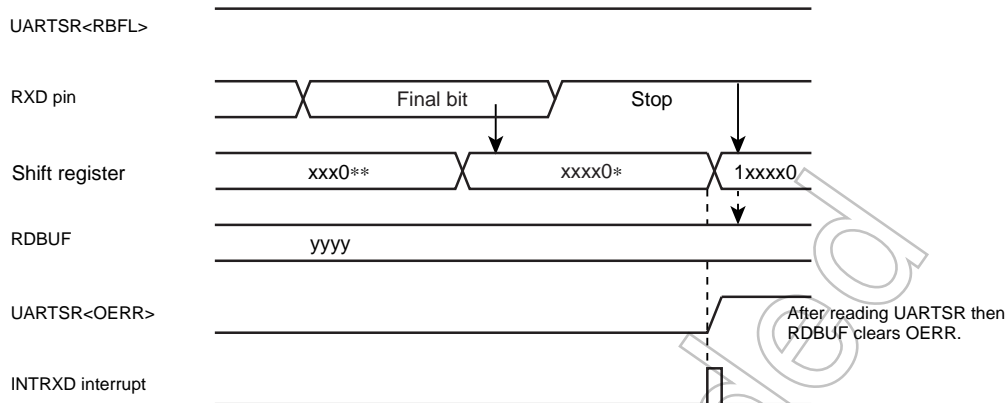 UARTSR<RBFL>
RXD pin Final bit Stop
Shift register xxx0** xxxx0* 1xxxx0
RDBUF yyyy
UARTSR<OERR> After reading UARTSR then
RDBUF clears OERR.
INTRXD interrupt